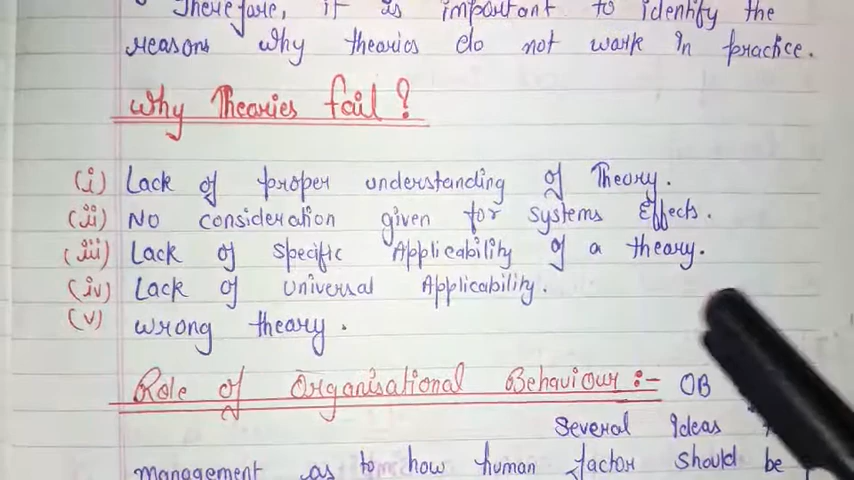 Therefore, it is important to identify the
reasons why theories do not work in practice.
Why Theories fail ?
(i) Lack of proper understanding of Theory.
(ii) No consideration given for systems Effects.
(iii) Lack of specific Applicability of a theory.
(iv) Lack of universal Applicability.
(v) wrong theory.
Role of Organisational Behaviour :- OB
Several Ideas
management as to how human factor should be